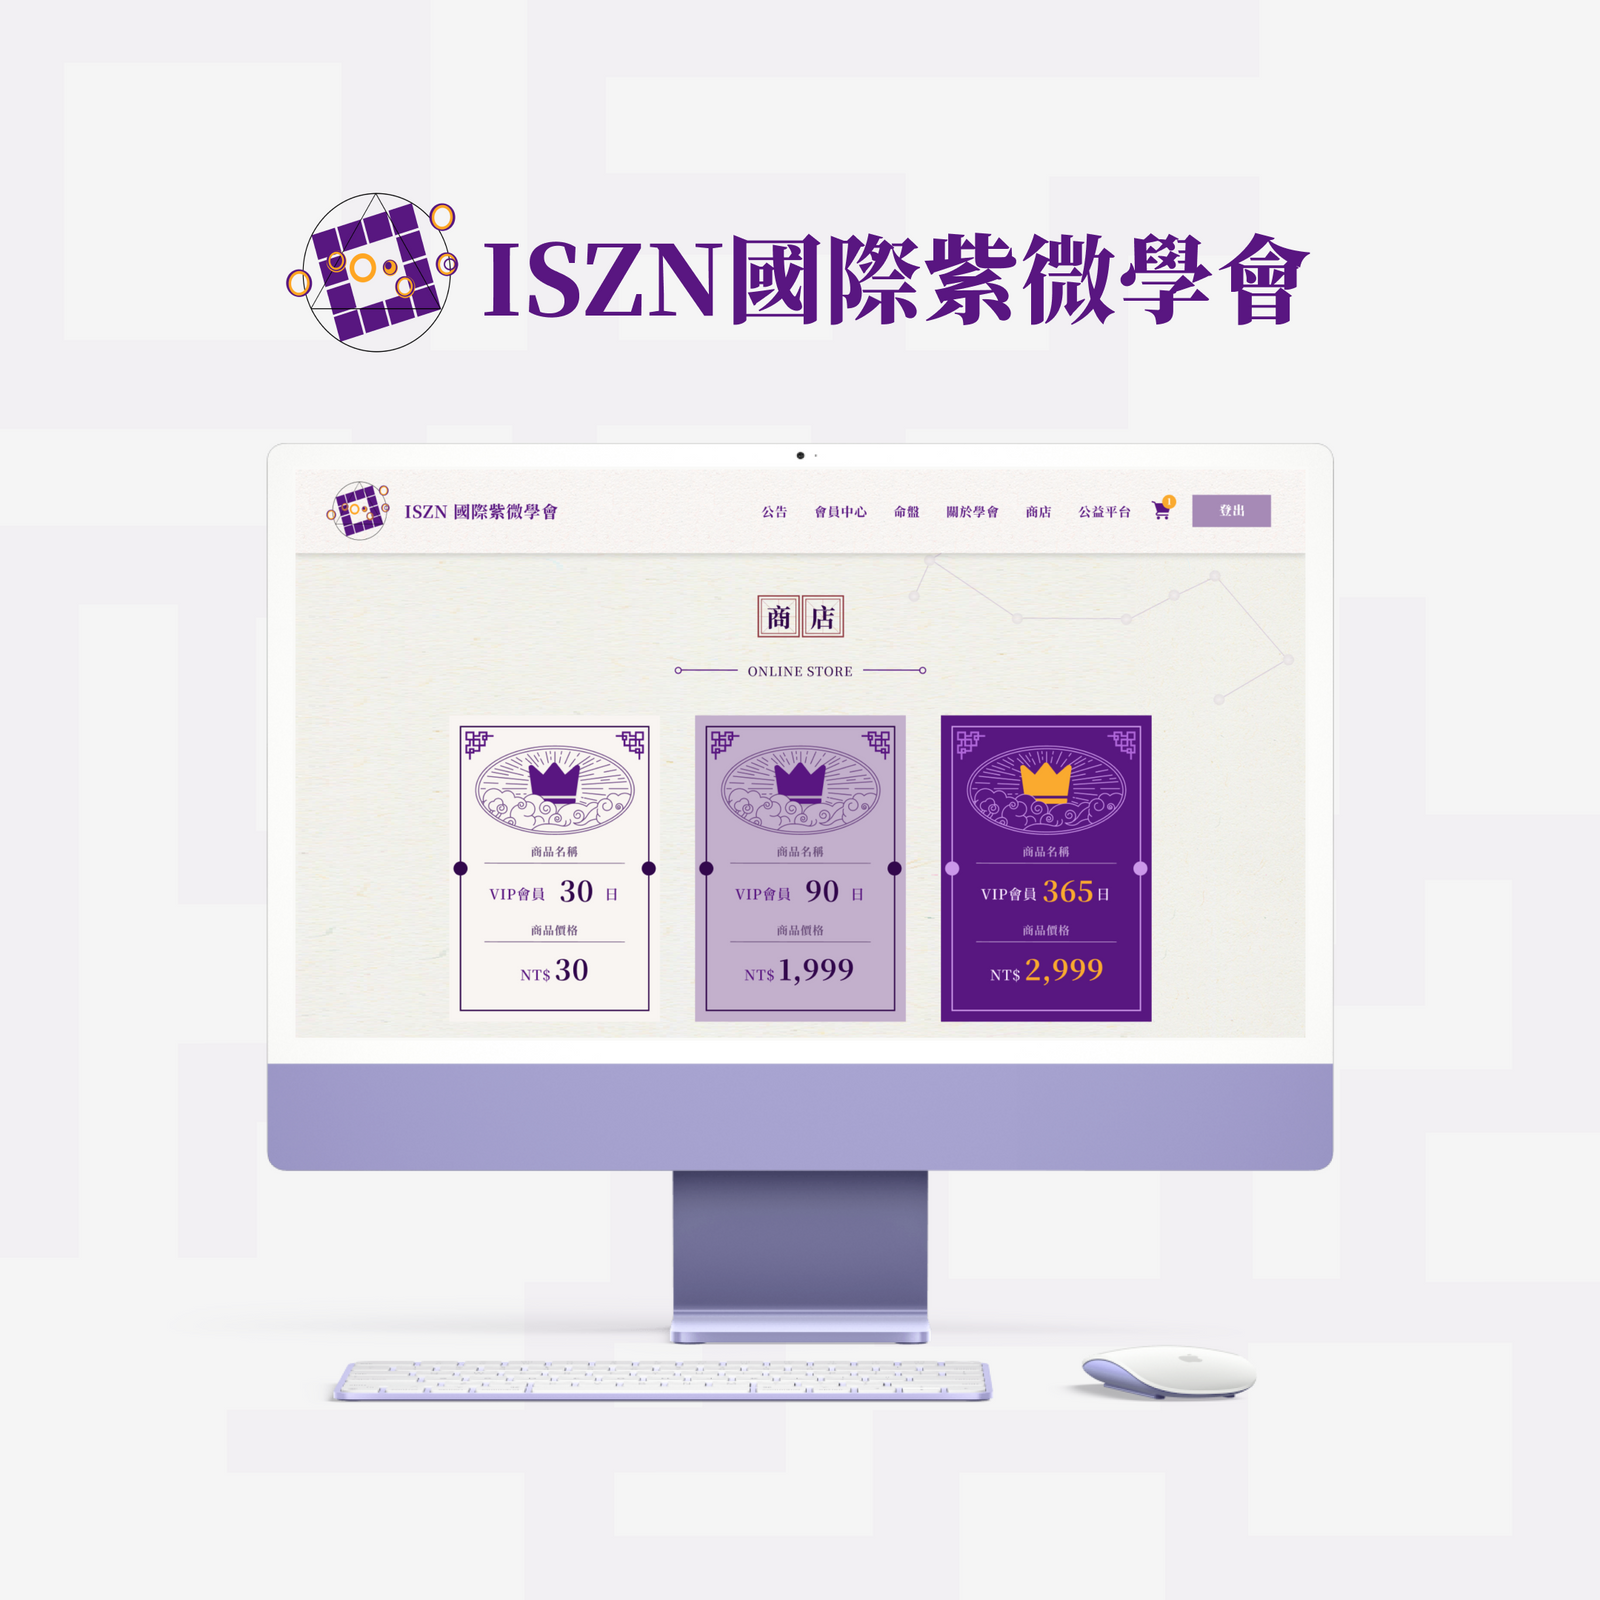 ISZN國際紫微學會
ISZN 國際紫微學會
公告 會員中心 命盤 關於學會 商店 公益平台 1 登出
商店
ONLINE STORE
商品名稱
VIP會員 30 日
商品價格
NT$ 30
商品名稱
VIP會員 90 日
商品價格
NT$ 1,999
商品名稱
VIP會員 365 日
商品價格
NT$ 2,999